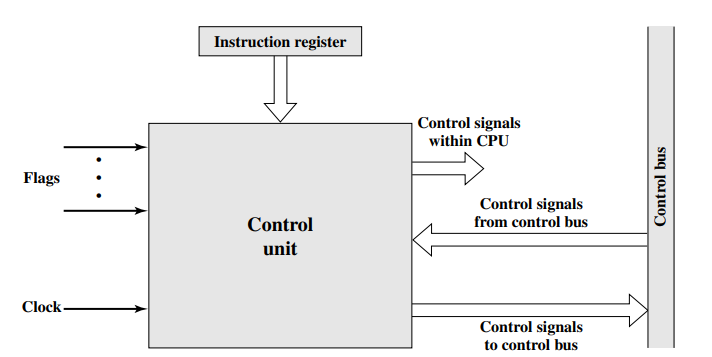 Instruction register
Control signals
within CPU
Flags
Control
unit
Control signals
from control bus
Control bus
Clock
Control signals
to control bus